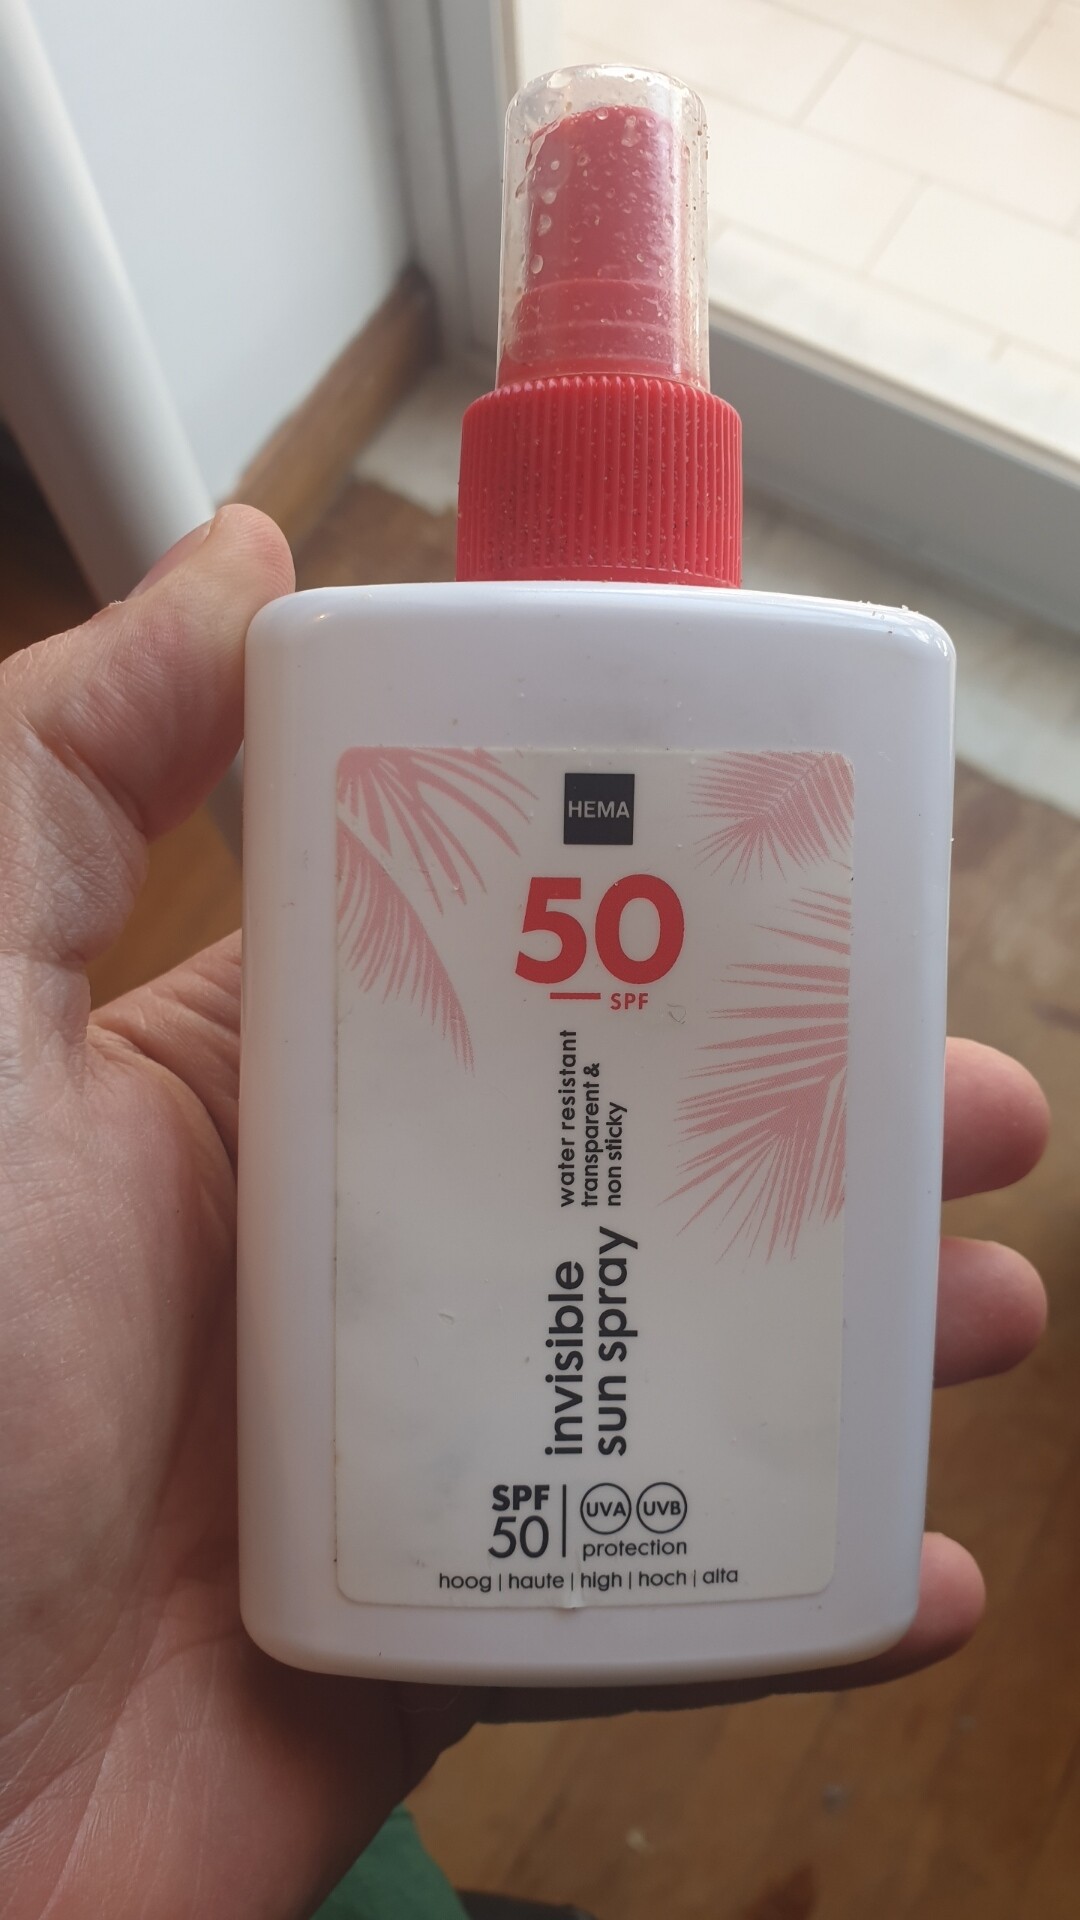 HEMA
50
SPF
invisible
sun spray
water resistant
transparent &
non sticky
SPF
50
UVA UVB
protection
hoog | haute | high | hoch | alta